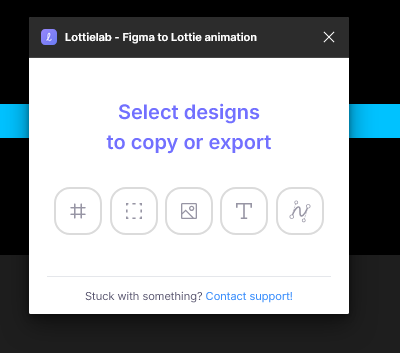 Lottielab - Figma to Lottie animation
Select designs
to copy or export
Stuck with something? Contact support!